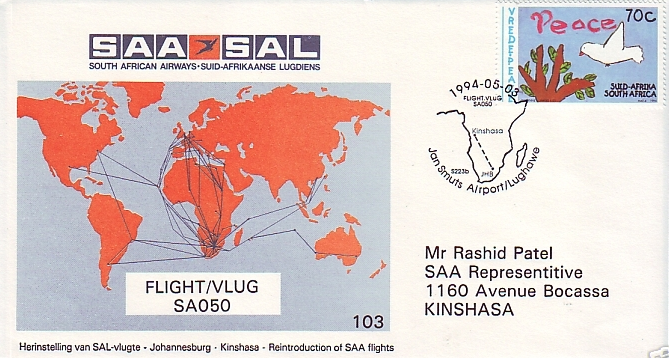 SAA SAL
SOUTH AFRICAN AIRWAYS·SUID-AFRIKAANSE LUGDIENS
VREDE·PEACE
Peace
70c
SUID-AFRIKA
SOUTH AFRICA
1994-05-03
FLIGHT/VLUG
SA050
Kinshasa
S223b
JHB
Jan Smuts Airport/Lughawe
FLIGHT/VLUG
SA050
103
Mr Rashid Patel
SAA Representitive
1160 Avenue Bocassa
KINSHASA
Herinstelling van SAL-vlugte - Johannesburg - Kinshasa - Reintroduction of SAA flights